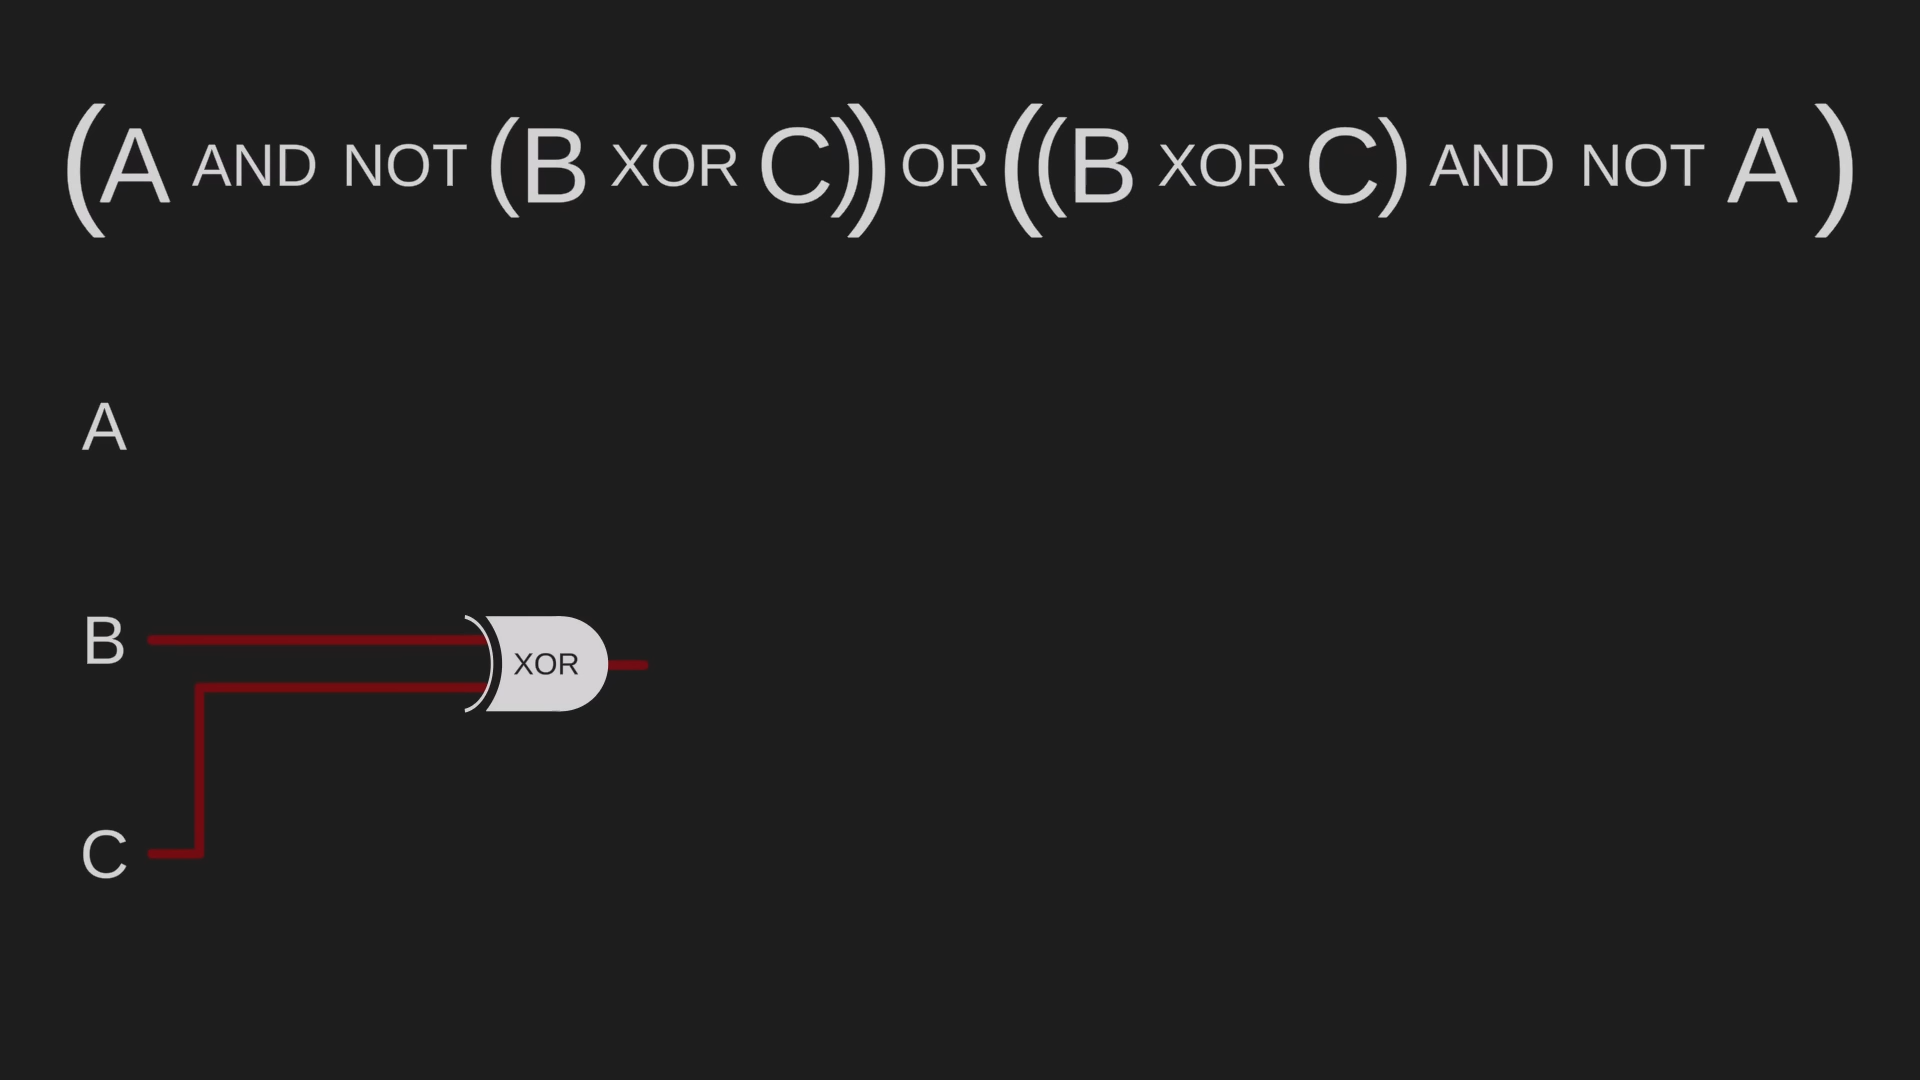 (A AND NOT (B XOR C)) OR ((B XOR C) AND NOT A )
A
B
XOR
C